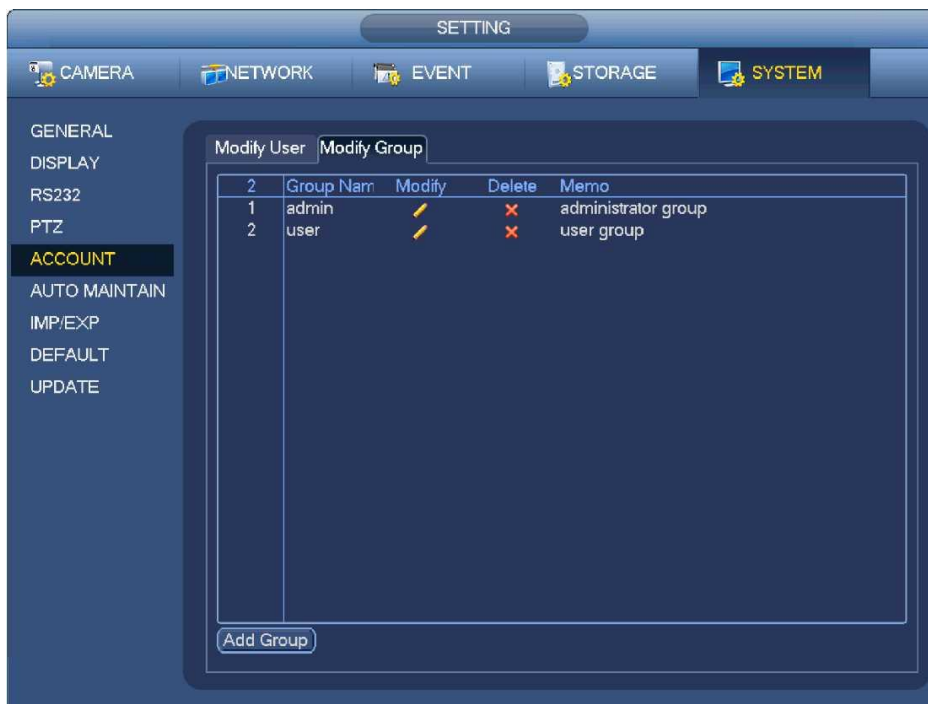 SETTING
CAMERA NETWORK EVENT STORAGE SYSTEM
GENERAL
DISPLAY
RS232
PTZ
ACCOUNT
AUTO MAINTAIN
IMP/EXP
DEFAULT
UPDATE
Modify User Modify Group
2 Group Nam Modify Delete Memo
1 admin administrator group
2 user user group
Add Group